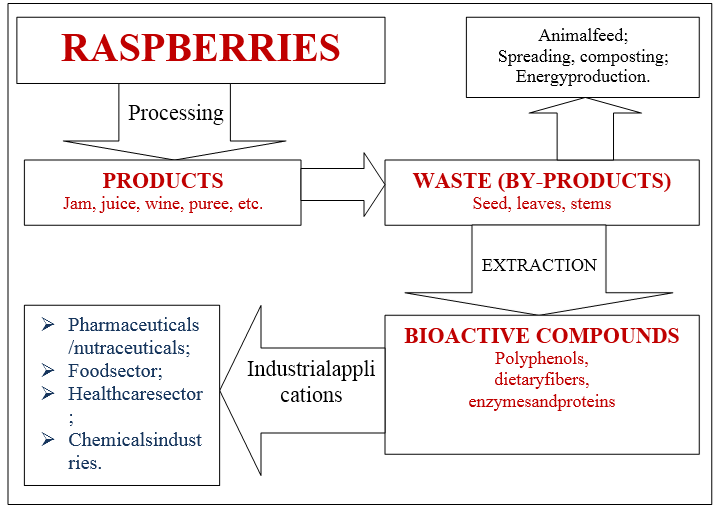 RASPBERRIES
Animalfeed;
Spreading, composting;
Energyproduction.
Processing
PRODUCTS
Jam, juice, wine, puree, etc.
WASTE (BY-PRODUCTS)
Seed, leaves, stems
EXTRACTION
BIOACTIVE COMPOUNDS
Polyphenols,
dietaryfibers,
enzymesandproteins
Industrialappli
cations
➢ Pharmaceuticals
/nutraceuticals;
➢ Foodsector;
➢ Healthcaresector
;
➢ Chemicalsindust
ries.